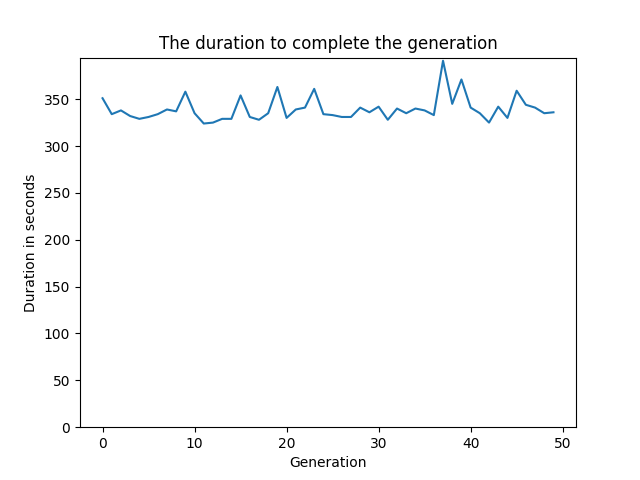 The duration to complete the generation
Duration in seconds
350
300
250
200
150
100
50
0
0 10 20 30 40 50
Generation